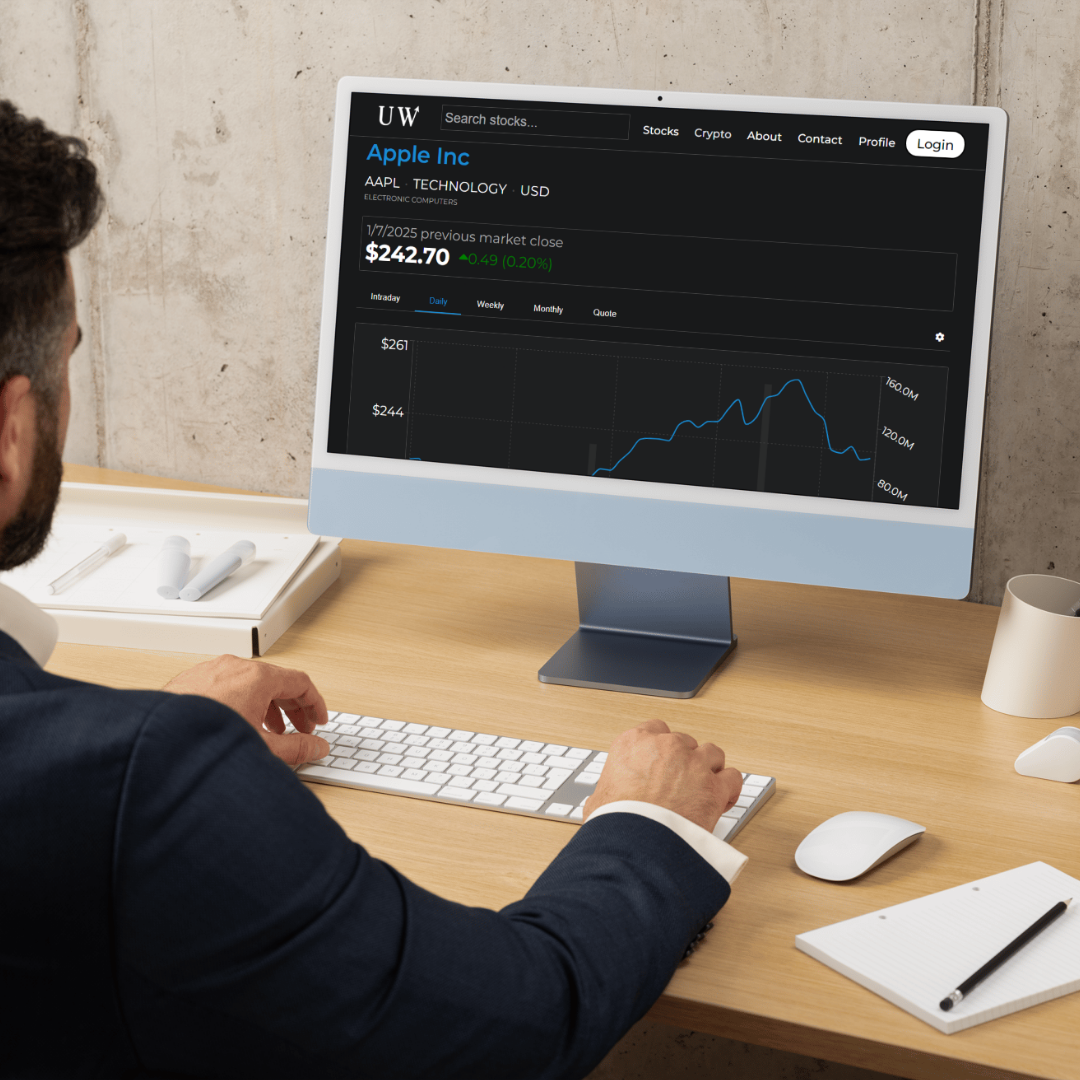 UW Search stocks... Stocks Crypto About Contact Profile Login
Apple Inc
AAPL · TECHNOLOGY · USD
ELECTRONIC COMPUTERS
1/7/2025 previous market close
$242.70 0.49 (0.20%)
Intraday Daily Weekly Monthly Quote
$261
160.0M
$244
120.0M
80.0M